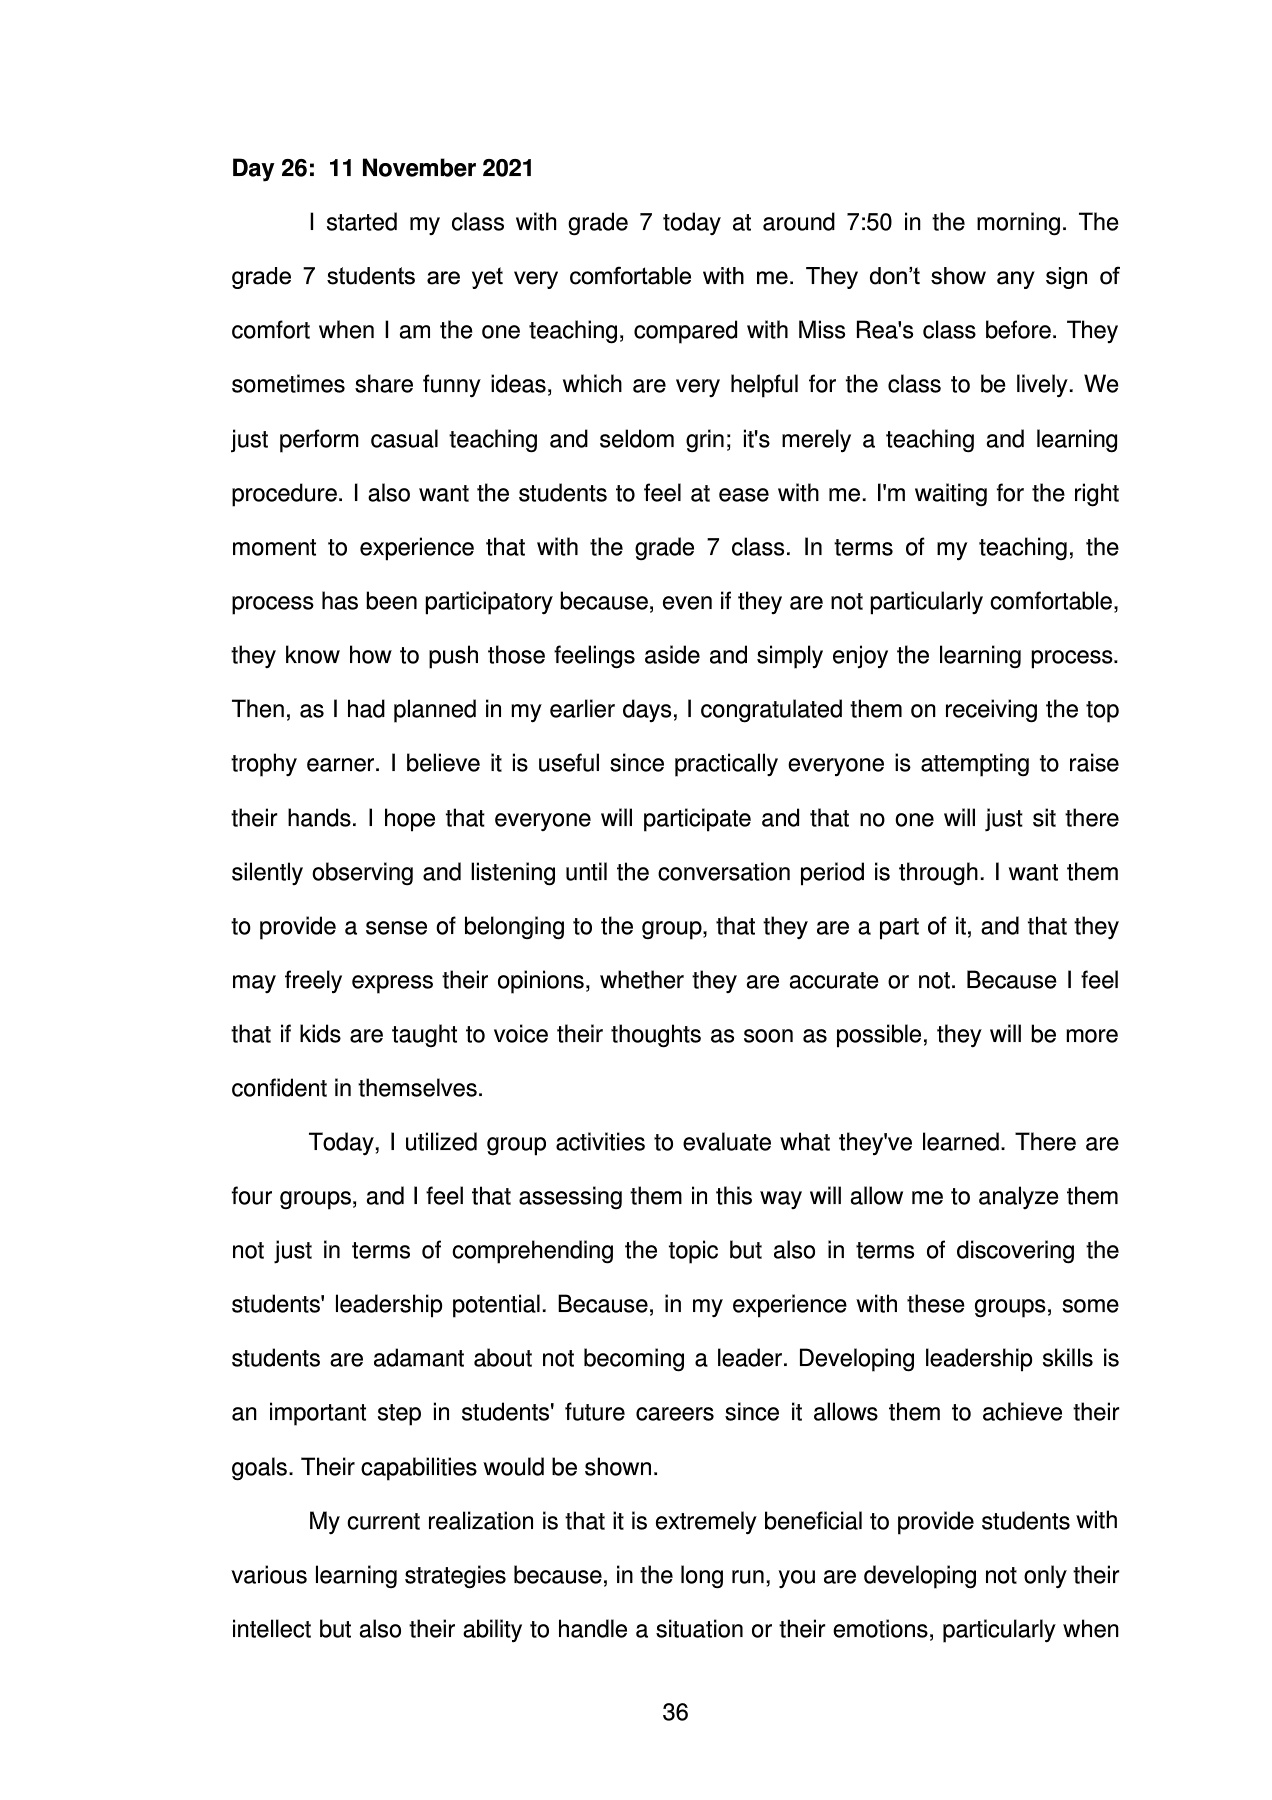 Day 26:  11 November 2021
I started my class with grade 7 today at around 7:50 in the morning. The
grade 7 students are yet very comfortable with me. They don’t show any sign of
comfort when I am the one teaching, compared with Miss Rea's class before. They
sometimes share funny ideas, which are very helpful for the class to be lively. We
just perform casual teaching and seldom grin; it's merely a teaching and learning
procedure. I also want the students to feel at ease with me. I'm waiting for the right
moment to experience that with the grade 7 class. In terms of my teaching, the
process has been participatory because, even if they are not particularly comfortable,
they know how to push those feelings aside and simply enjoy the learning process.
Then, as I had planned in my earlier days, I congratulated them on receiving the top
trophy earner. I believe it is useful since practically everyone is attempting to raise
their hands. I hope that everyone will participate and that no one will just sit there
silently observing and listening until the conversation period is through. I want them
to provide a sense of belonging to the group, that they are a part of it, and that they
may freely express their opinions, whether they are accurate or not. Because I feel
that if kids are taught to voice their thoughts as soon as possible, they will be more
confident in themselves.
Today, I utilized group activities to evaluate what they've learned. There are
four groups, and I feel that assessing them in this way will allow me to analyze them
not just in terms of comprehending the topic but also in terms of discovering the
students' leadership potential. Because, in my experience with these groups, some
students are adamant about not becoming a leader. Developing leadership skills is
an important step in students' future careers since it allows them to achieve their
goals. Their capabilities would be shown.
My current realization is that it is extremely beneficial to provide students with
various learning strategies because, in the long run, you are developing not only their
intellect but also their ability to handle a situation or their emotions, particularly when
36